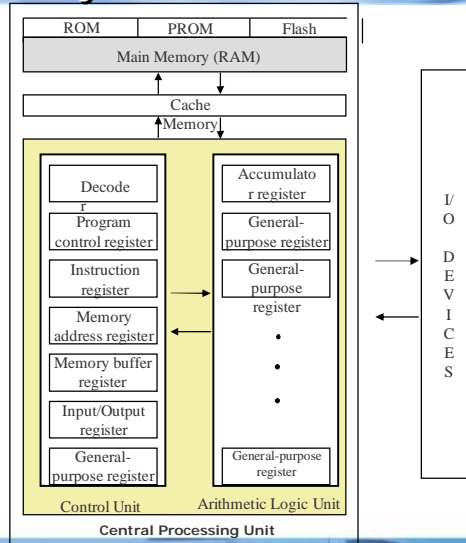 ROM PROM Flash
Main Memory (RAM)
Cache
Memory
Decode
r
Program
control register
Instruction
register
Memory
address register
Memory buffer
register
Input/Output
register
General-
purpose register
Control Unit
Accumulato
r register
General-
purpose register
General-
purpose
register
General-purpose
register
Arithmetic Logic Unit
Central Processing Unit
I/
O
D
E
V
I
C
E
S